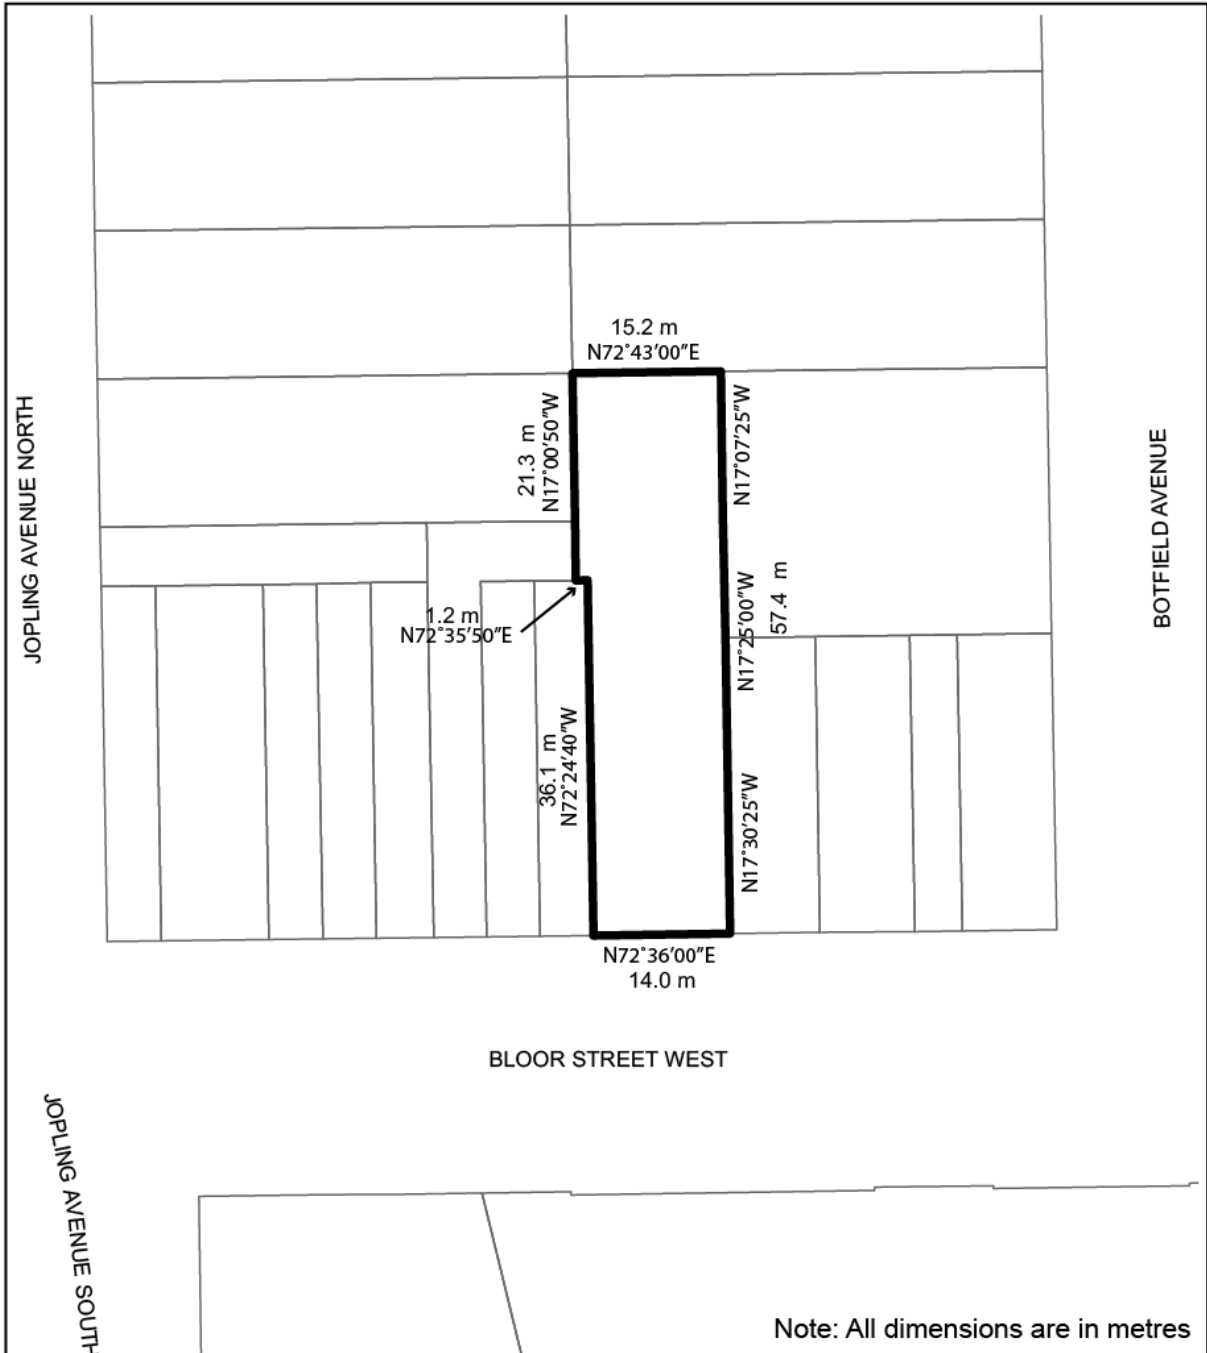 15.2 m
N72°43'00"E
21.3 m
N17°00'50"W
N17°07'25"W
JOPLING AVENUE NORTH
BOTFIELD AVENUE
1.2 m
N72°35'50"E
N17°25'00"W
57.4 m
36.1 m
N72°24'40"W
N17°30'25"W
N72°36'00"E
14.0 m
BLOOR STREET WEST
JOPLING AVENUE SOUTH
Note: All dimensions are in metres